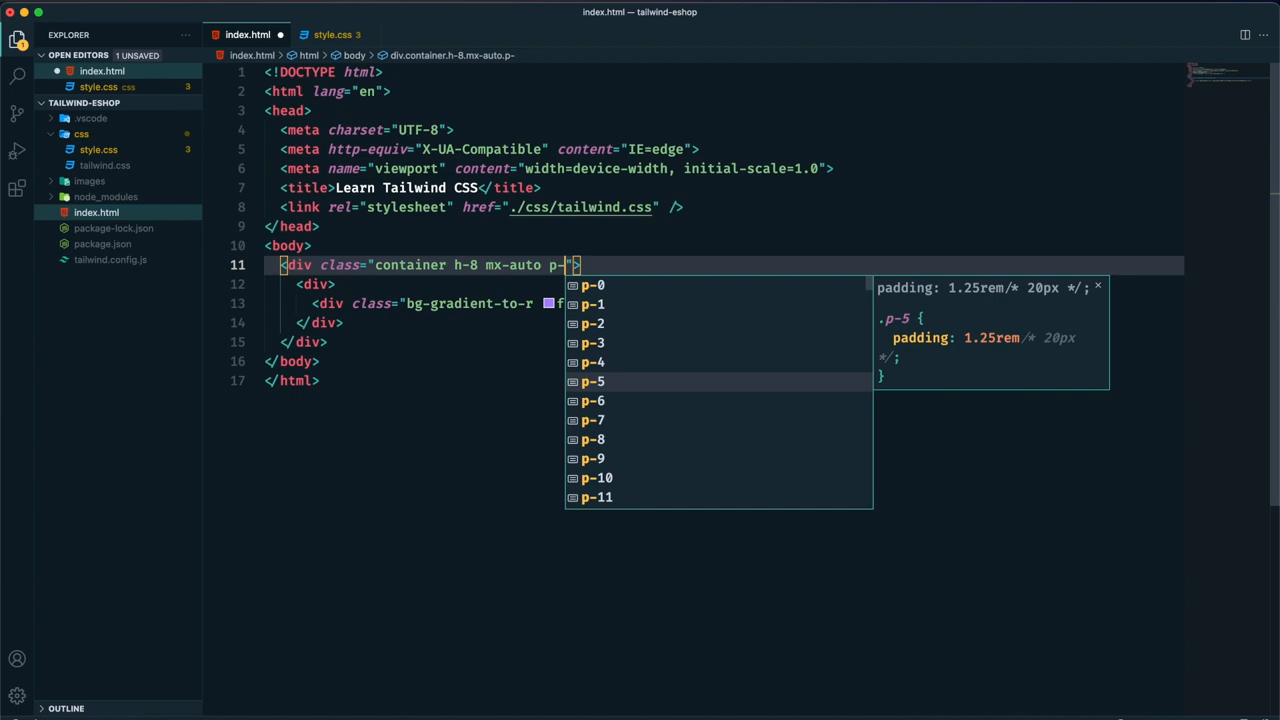 index.html — tailwind-eshop
EXPLORER
index.html
style.css 3
OPEN EDITORS 1 UNSAVED
index.html
style.css css 3
TAILWIND-ESHOP
.vscode
css
style.css 3
tailwind.css
images
node_modules
index.html
package-lock.json
package.json
tailwind.config.js
OUTLINE
1
index.html > html > body > div.container.h-8.mx-auto.p-
1 <!DOCTYPE html>
2 <html lang="en">
3 <head>
4 <meta charset="UTF-8">
5 <meta http-equiv="X-UA-Compatible" content="IE=edge">
6 <meta name="viewport" content="width=device-width, initial-scale=1.0">
7 <title>Learn Tailwind CSS</title>
8 <link rel="stylesheet" href="./css/tailwind.css" />
9 </head>
10 <body>
11 <div class="container h-8 mx-auto p-">
12 <div>
13 <div class="bg-gradient-to-r f
14 </div>
15 </div>
16 </body>
17 </html>
p-0
p-1
p-2
p-3
p-4
p-5
p-6
p-7
p-8
p-9
p-10
p-11
padding: 1.25rem/* 20px */;
.p-5 {
padding: 1.25rem/* 20px
*/;
}